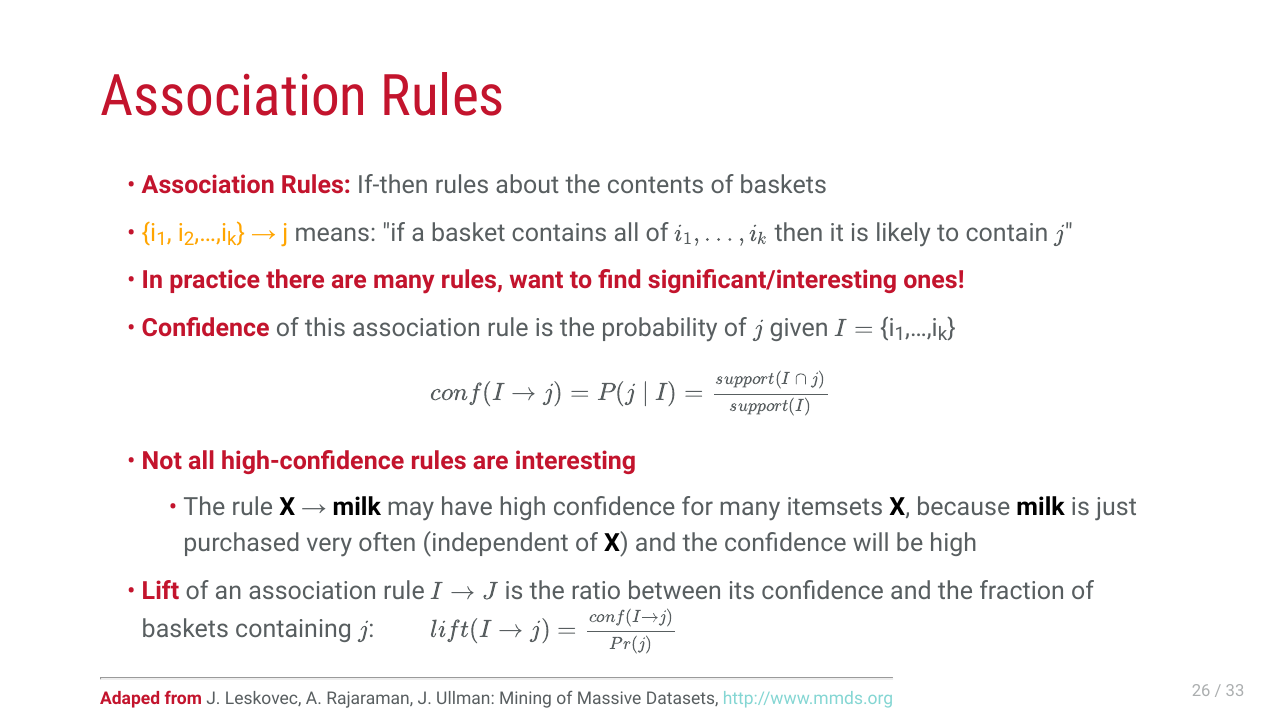 Association Rules
• Association Rules: If-then rules about the contents of baskets
• {i₁, i₂,...,iₖ} → j means: "if a basket contains all of i₁, . . . , iₖ then it is likely to contain j"
• In practice there are many rules, want to find significant/interesting ones!
• Confidence of this association rule is the probability of j given I = {i₁,...,iₖ}
conf(I → j) = P(j | I) = support(I ∩ j) / support(I)
• Not all high-confidence rules are interesting
• The rule X → milk may have high confidence for many itemsets X, because milk is just
purchased very often (independent of X) and the confidence will be high
• Lift of an association rule I → J is the ratio between its confidence and the fraction of
baskets containing j: lift(I → j) = conf(I→j) / Pr(j)
Adaped from J. Leskovec, A. Rajaraman, J. Ullman: Mining of Massive Datasets, http://www.mmds.org
26 / 33